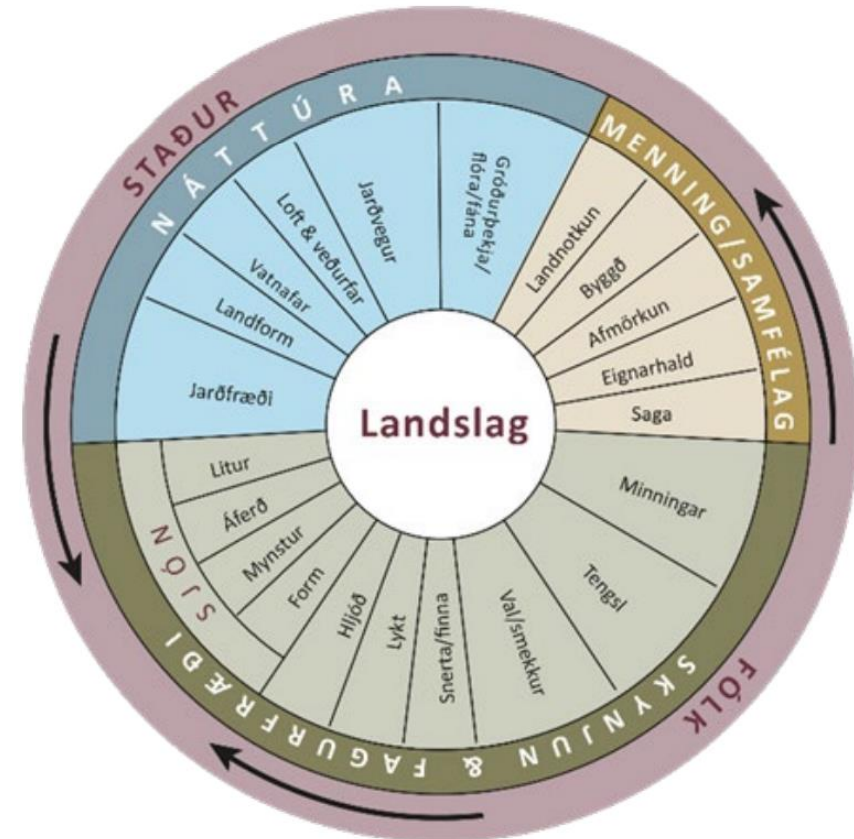 STAÐUR
NÁTTÚRA
Gróðurþekja/
flóra/fána
Jarðvegur
Loft & veðurfar
Vatnafar
Landform
Jarðfræði
MENNING/SAMFÉLAG
Landnotkun
Byggð
Afmörkun
Eignarhald
Saga
Landslag
FÓLK
SKYNJUN & FAGURFRÆÐI
Minningar
Tengsl
Val/smekkur
Snerta/finna
Lykt
Hljóð
SJÓN
Form
Mynstur
Áferð
Litur